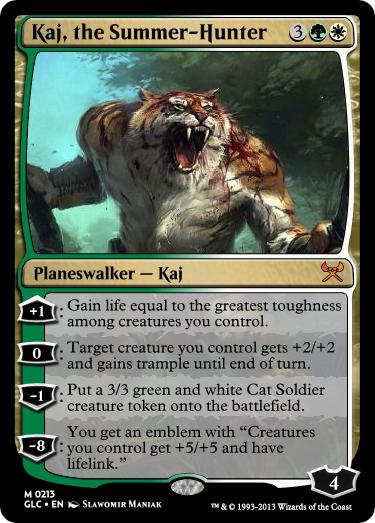 Kaj, the Summer-Hunter 3
Planeswalker — Kaj
+1: Gain life equal to the greatest toughness
among creatures you control.
0: Target creature you control gets +2/+2
and gains trample until end of turn.
-1: Put a 3/3 green and white Cat Soldier
creature token onto the battlefield.
-8: You get an emblem with “Creatures
you control get +5/+5 and have
lifelink.”
4
M 0213
GLC • EN Slawomir Maniak
™ & © 1993-2013 Wizards of the Coast